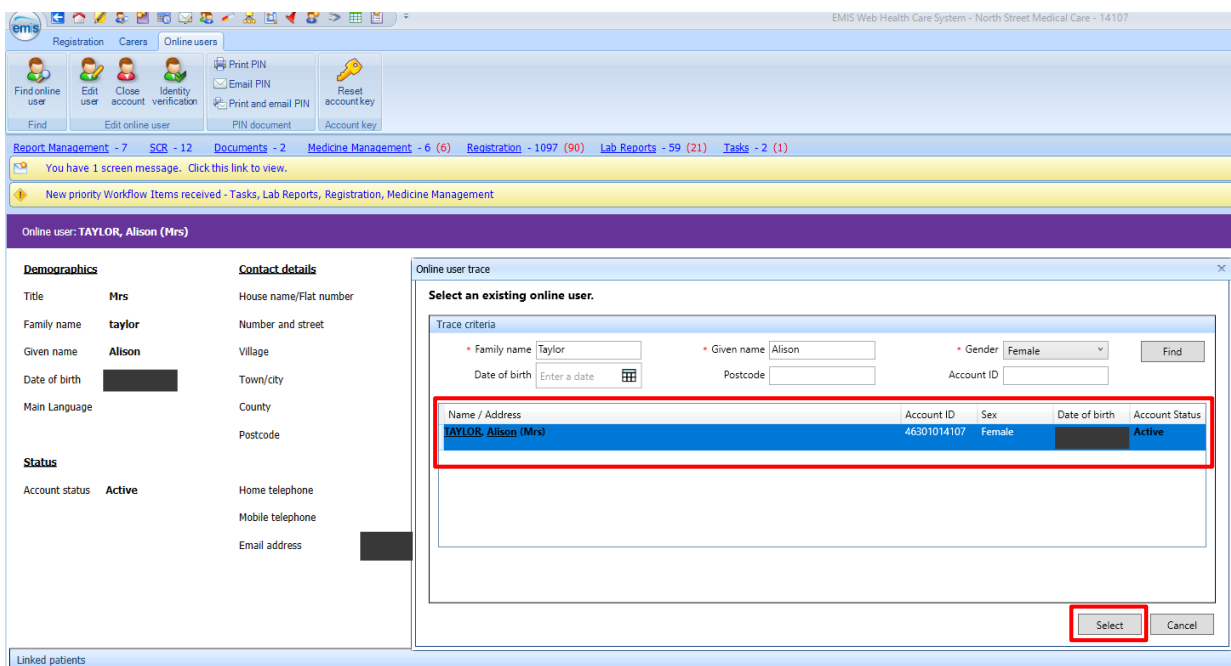 EMIS Web Health Care System - North Street Medical Care - 14107
emis
Registration Carers Online users
Find online user
Edit user
Close account
Identity verification
Print PIN
Email PIN
Print and email PIN
Reset account key
Find Edit online user PIN document Account key
Report Management - 7 SCR - 12 Documents - 2 Medicine Management - 6 (6) Registration - 1097 (90) Lab Reports - 59 (21) Tasks - 2 (1)
You have 1 screen message. Click this link to view.
New priority Workflow Items received - Tasks, Lab Reports, Registration, Medicine Management
Online user: TAYLOR, Alison (Mrs)
Demographics
Title Mrs
Family name taylor
Given name Alison
Date of birth
Main Language
Status
Account status Active
Contact details
House name/Flat number
Number and street
Village
Town/city
County
Postcode
Home telephone
Mobile telephone
Email address
Online user trace
Select an existing online user.
Trace criteria
* Family name Taylor * Given name Alison * Gender Female Find
Date of birth Enter a date Postcode Account ID
Name / Address Account ID Sex Date of birth Account Status
TAYLOR, Alison (Mrs) 46301014107 Female Active
Select Cancel
Linked patients